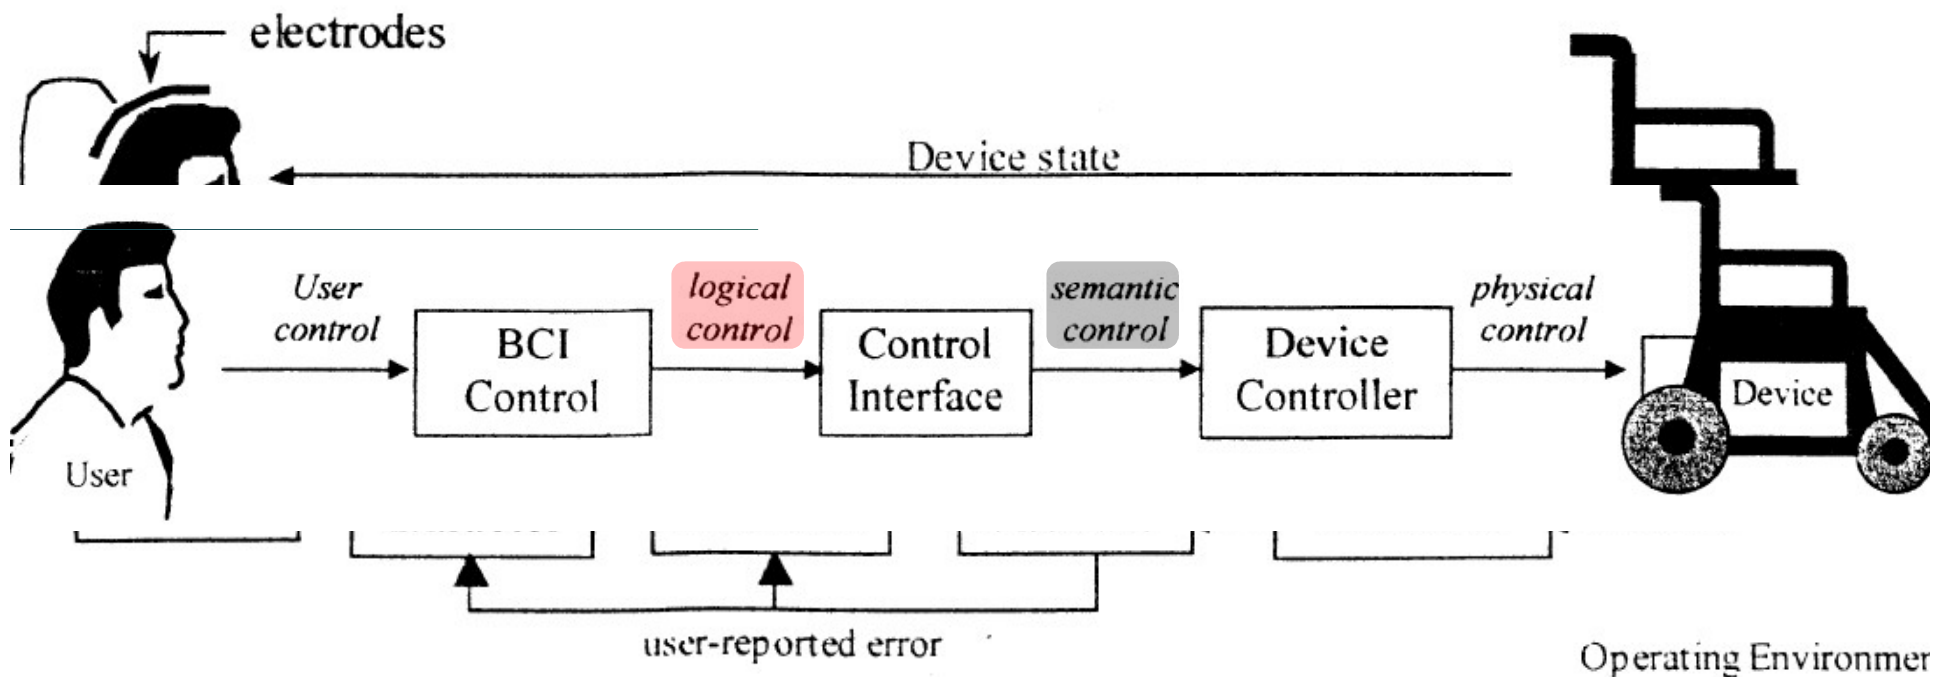 electrodes
Device state
User
control
logical
control
semantic
control
physical
control
BCI
Control
Control
Interface
Device
Controller
Device
User
user-reported error
Operating Environmen